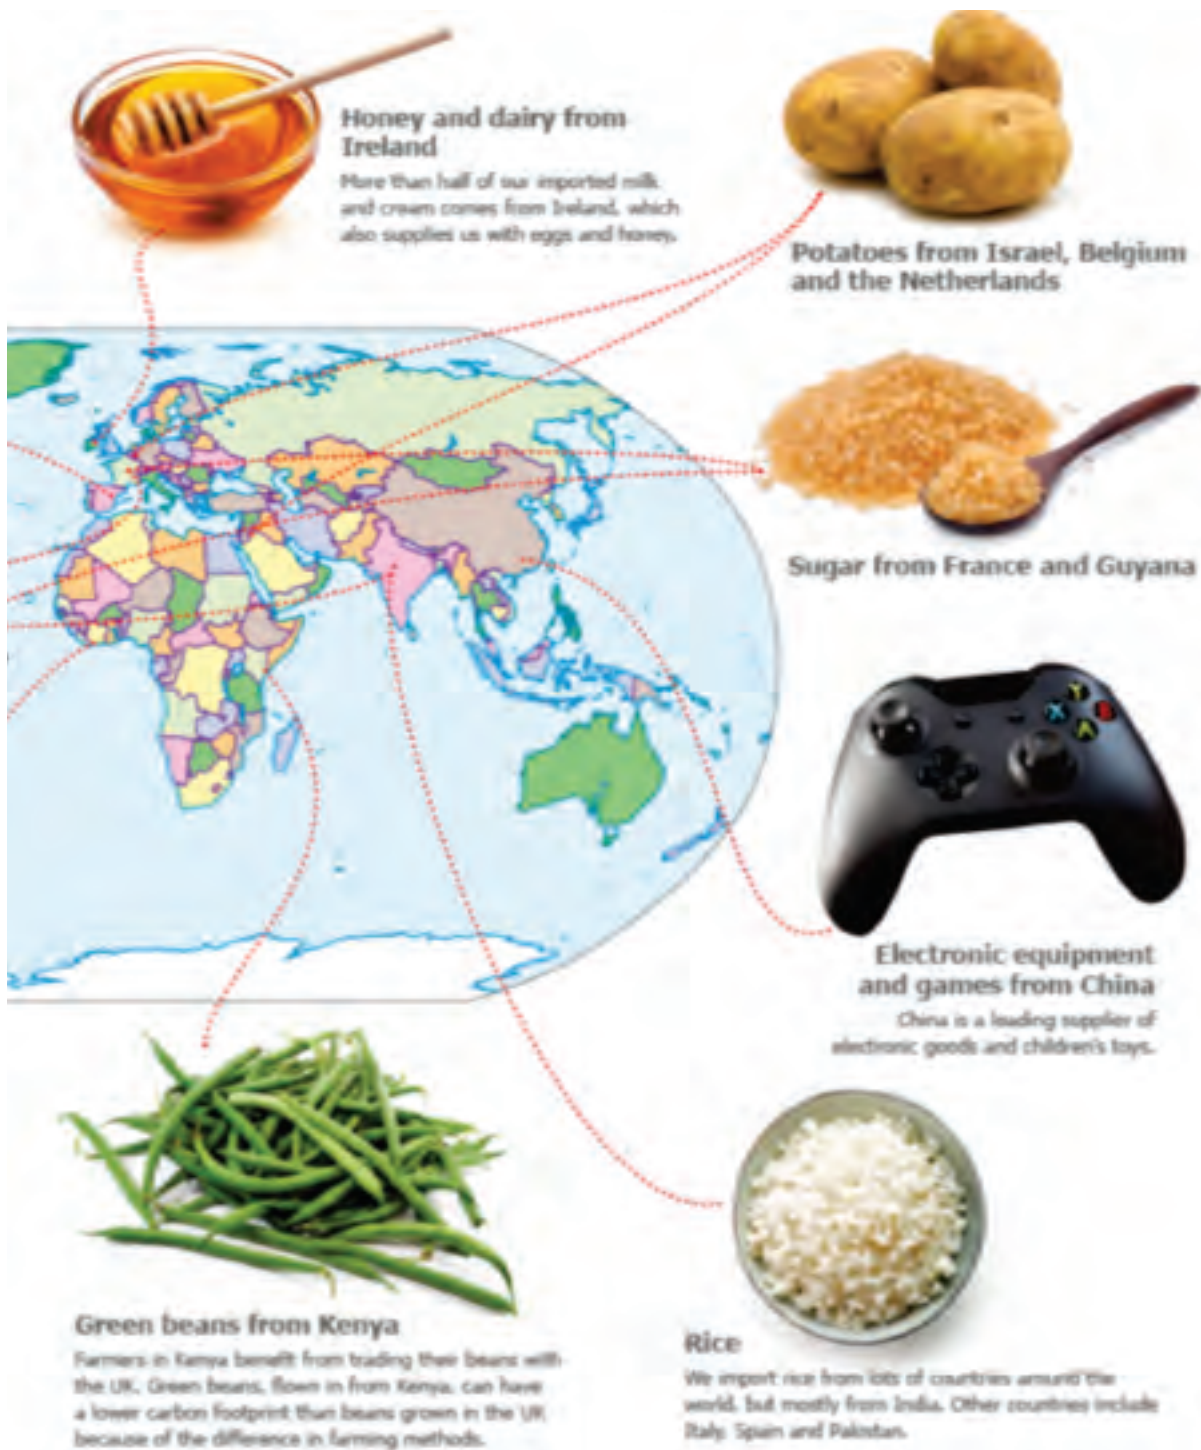 Honey and dairy from
Ireland
More than half of our imported milk
and cream comes from Ireland, which
also supplies us with eggs and honey.
Potatoes from Israel, Belgium
and the Netherlands
Sugar from France and Guyana
Y
X
B
A
Electronic equipment
and games from China
China is a leading supplier of
electronic goods and children's toys.
Green beans from Kenya
Farmers in Kenya benefit from trading their beans with
the UK. Green beans, flown in from Kenya, can have
a lower carbon footprint than beans grown in the UK
because of the difference in farming methods.
Rice
We import rice from lots of countries around the
world, but mostly from India. Other countries include
Italy, Spain and Pakistan.